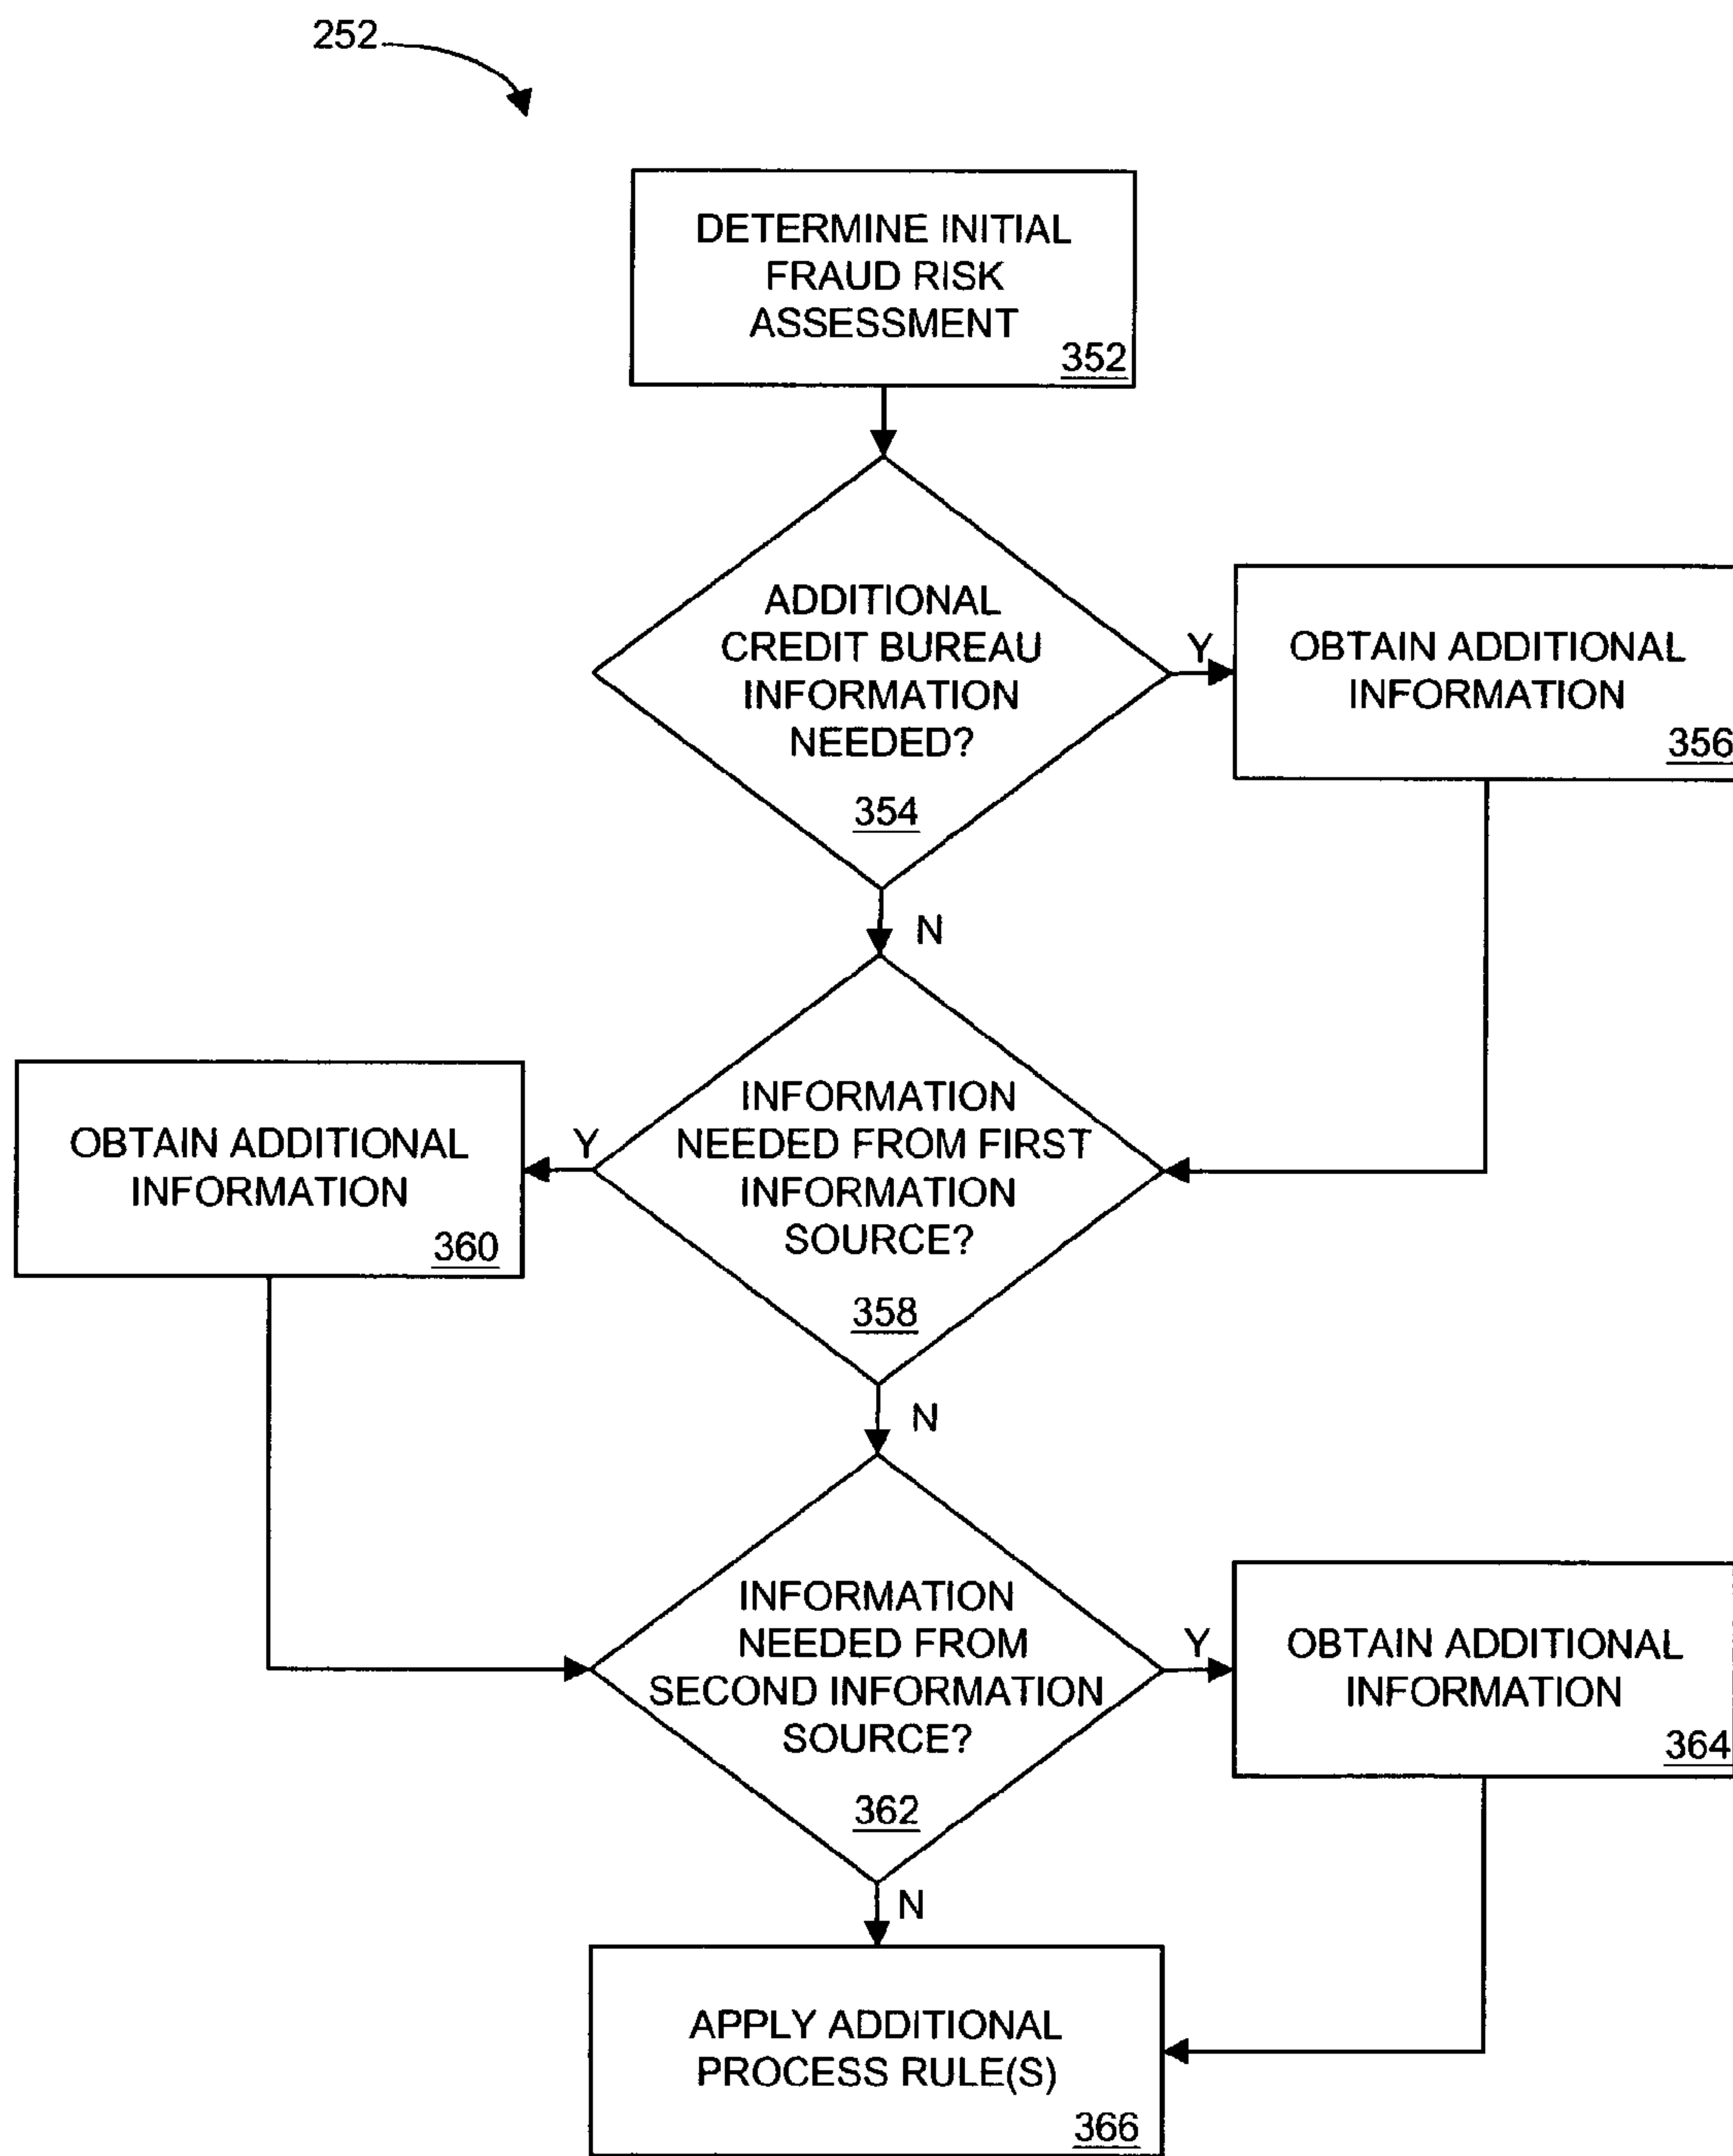 252
DETERMINE INITIAL
FRAUD RISK
ASSESSMENT
352
ADDITIONAL
CREDIT BUREAU
INFORMATION
NEEDED?
354
Y
OBTAIN ADDITIONAL
INFORMATION
356
N
INFORMATION
NEEDED FROM FIRST
INFORMATION
SOURCE?
358
Y
OBTAIN ADDITIONAL
INFORMATION
360
N
INFORMATION
NEEDED FROM
SECOND INFORMATION
SOURCE?
362
Y
OBTAIN ADDITIONAL
INFORMATION
364
N
APPLY ADDITIONAL
PROCESS RULE(S)
366